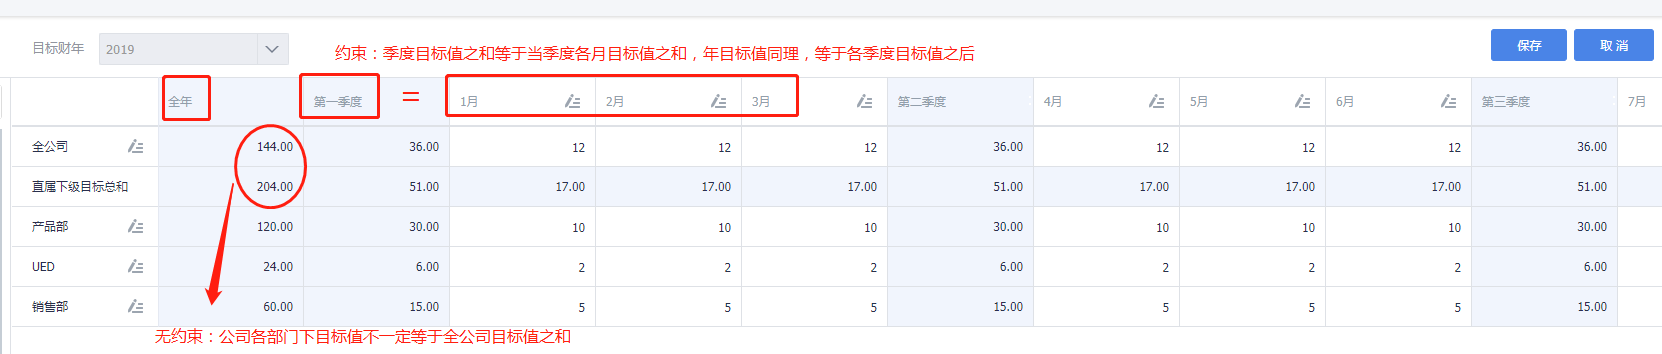 目标财年 2019 约束：季度目标值之和等于当季度各月目标值之和，年目标值同理，等于各季度目标值之后 保存 取消
全年 第一季度 = 1月 2月 3月 第二季度 4月 5月 6月 第三季度 7月
全公司 144.00 36.00 12 12 12 36.00 12 12 12 36.00
直属下级目标总和 204.00 51.00 17.00 17.00 17.00 51.00 17.00 17.00 17.00 51.00
产品部 120.00 30.00 10 10 10 30.00 10 10 10 30.00
UED 24.00 6.00 2 2 2 6.00 2 2 2 6.00
销售部 60.00 15.00 5 5 5 15.00 5 5 5 15.00
无约束：公司各部门下目标值不一定等于全公司目标值之和